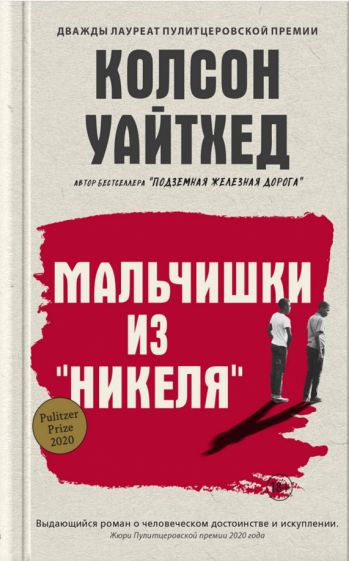 ДВАЖДЫ ЛАУРЕАТ ПУЛИТЦЕРОВСКОЙ ПРЕМИИ
КОЛСОН
УАЙТХЕД
АВТОР БЕСТСЕЛЛЕРА "ПОДЗЕМНАЯ ЖЕЛЕЗНАЯ ДОРОГА"
МАЛЬЧИШКИ
ИЗ
"НИКЕЛЯ"
Pulitzer
Prize
2020
18+
Выдающийся роман о человеческом достоинстве и искуплении.
Жюри Пулитцеровской премии 2020 года